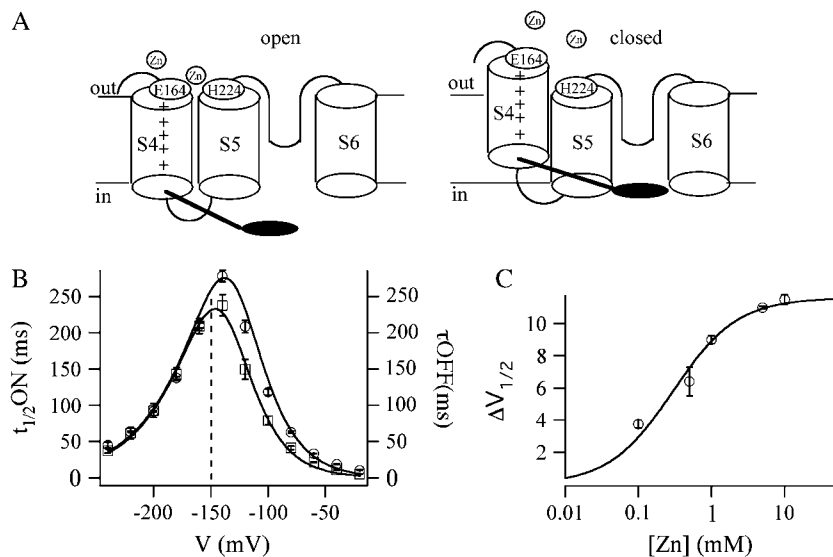 A
open
closed
Zn
Zn
E164
H224
out
S4
+
+
+
+
+
S5
S6
in
Zn
Zn
E164
H224
out
S4
+
+
+
+
+
S5
S6
in
B
t1/2ON (ms)
250
200
150
100
50
0
250
200
150
100
50
0
τOFF(ms)
-200
-150
-100
-50
V (mV)
C
ΔV1/2
10
8
6
4
2
0.01
0.1
1
10
[Zn] (mM)